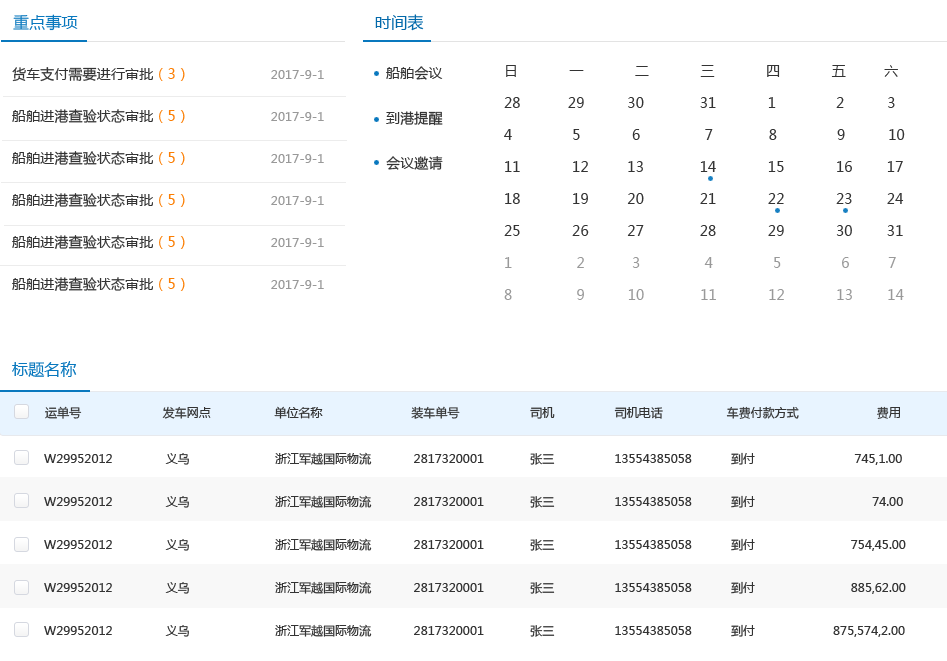 重点事项
货车支付需要进行审批（3） 2017-9-1
船舶进港查验状态审批（5） 2017-9-1
船舶进港查验状态审批（5） 2017-9-1
船舶进港查验状态审批（5） 2017-9-1
船舶进港查验状态审批（5） 2017-9-1
船舶进港查验状态审批（5） 2017-9-1
时间表
船舶会议
到港提醒
会议邀请
日 一 二 三 四 五 六
28 29 30 31 1 2 3
4 5 6 7 8 9 10
11 12 13 14 15 16 17
18 19 20 21 22 23 24
25 26 27 28 29 30 31
1 2 3 4 5 6 7
8 9 10 11 12 13 14
标题名称
运单号 发车网点 单位名称 装车单号 司机 司机电话 车费付款方式 费用
W29952012 义乌 浙江军越国际物流 2817320001 张三 13554385058 到付 745,1.00
W29952012 义乌 浙江军越国际物流 2817320001 张三 13554385058 到付 74.00
W29952012 义乌 浙江军越国际物流 2817320001 张三 13554385058 到付 754,45.00
W29952012 义乌 浙江军越国际物流 2817320001 张三 13554385058 到付 885,62.00
W29952012 义乌 浙江军越国际物流 2817320001 张三 13554385058 到付 875,574,2.00